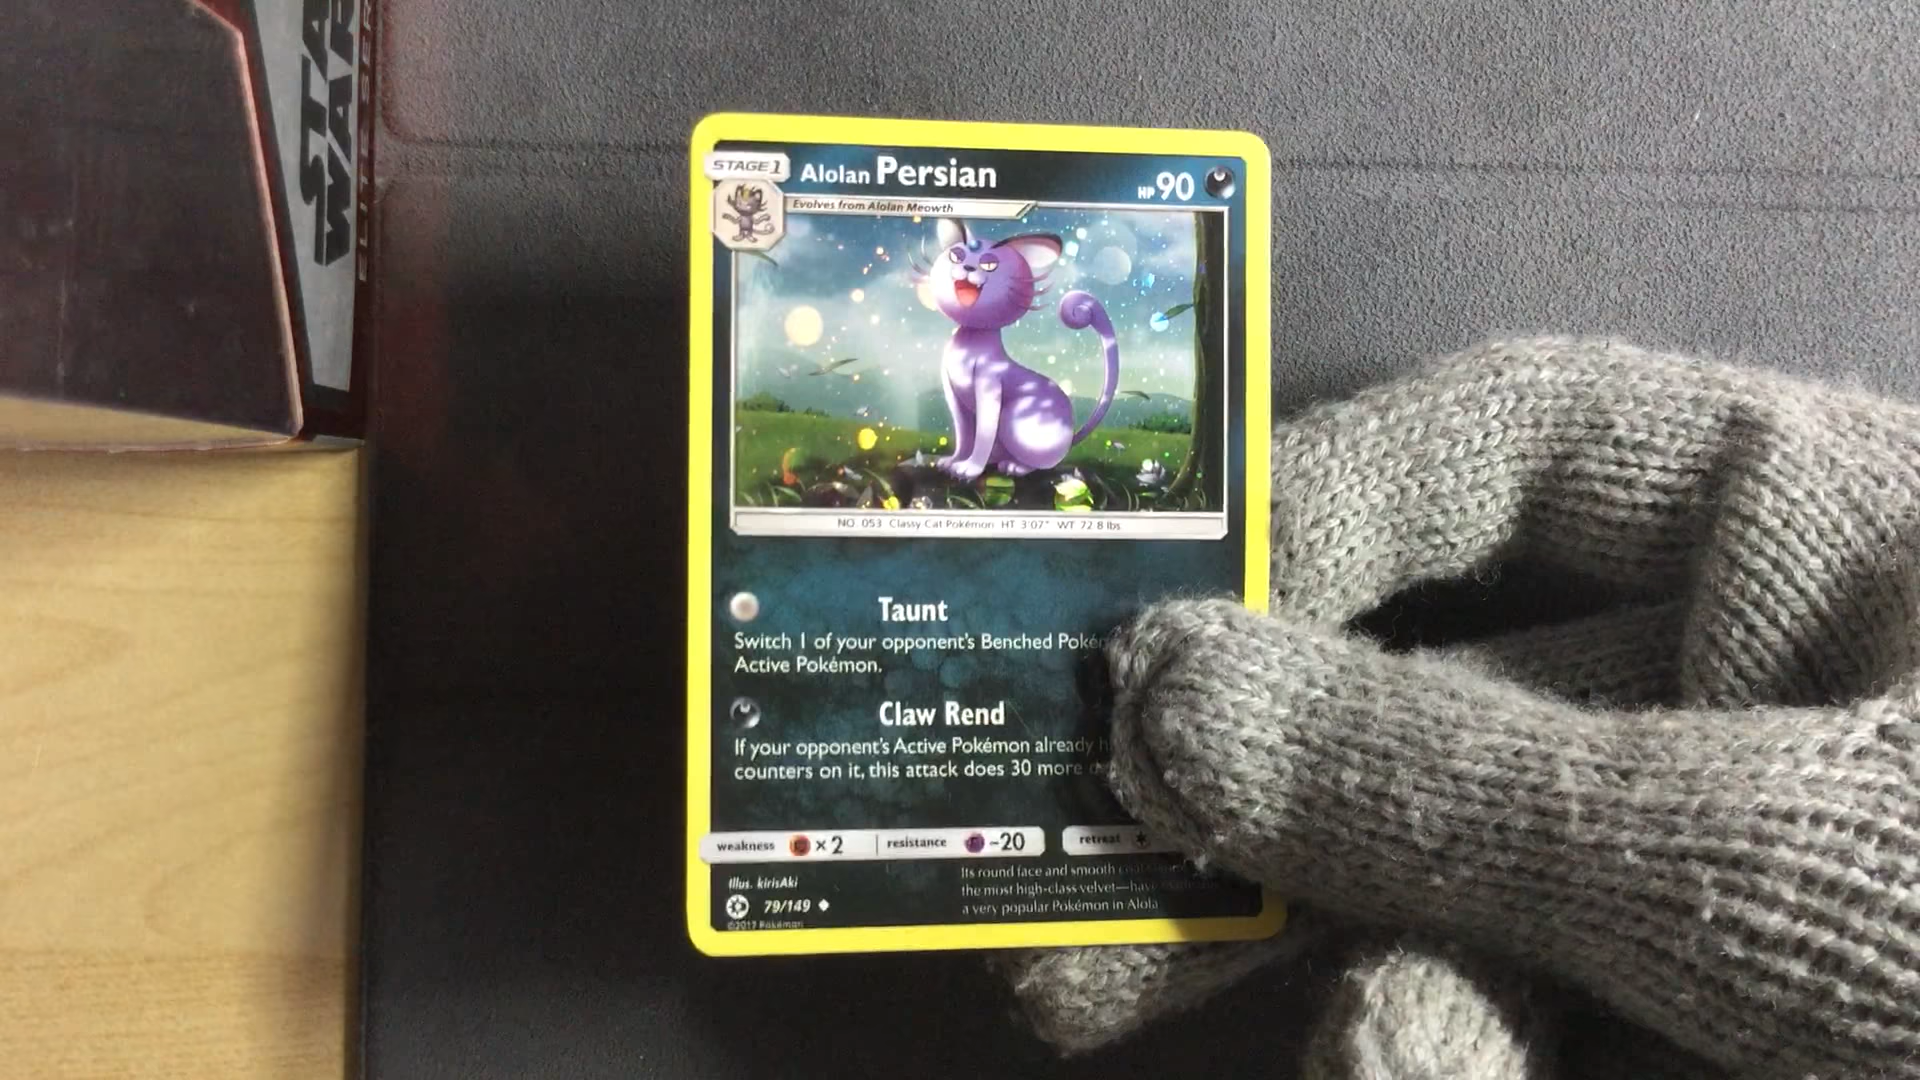 STAR
WARS
STAGE 1
Alolan Persian
HP 90
Evolves from Alolan Meowth
NO. 053 Classy Cat Pokémon HT 3'07" WT 72.8 lbs.
Taunt
Switch 1 of your opponent's Benched
Active Pokémon.
Claw Rend
If your opponent's Active Pokémon already
counters on it, this attack does 30 more
weakness × 2 resistance -20 retreat
Illus. kirisAki
79/149
©2017 Pokémon
Its round face and smooth
the most high-class velvet—have
a very popular Pokémon in Alola